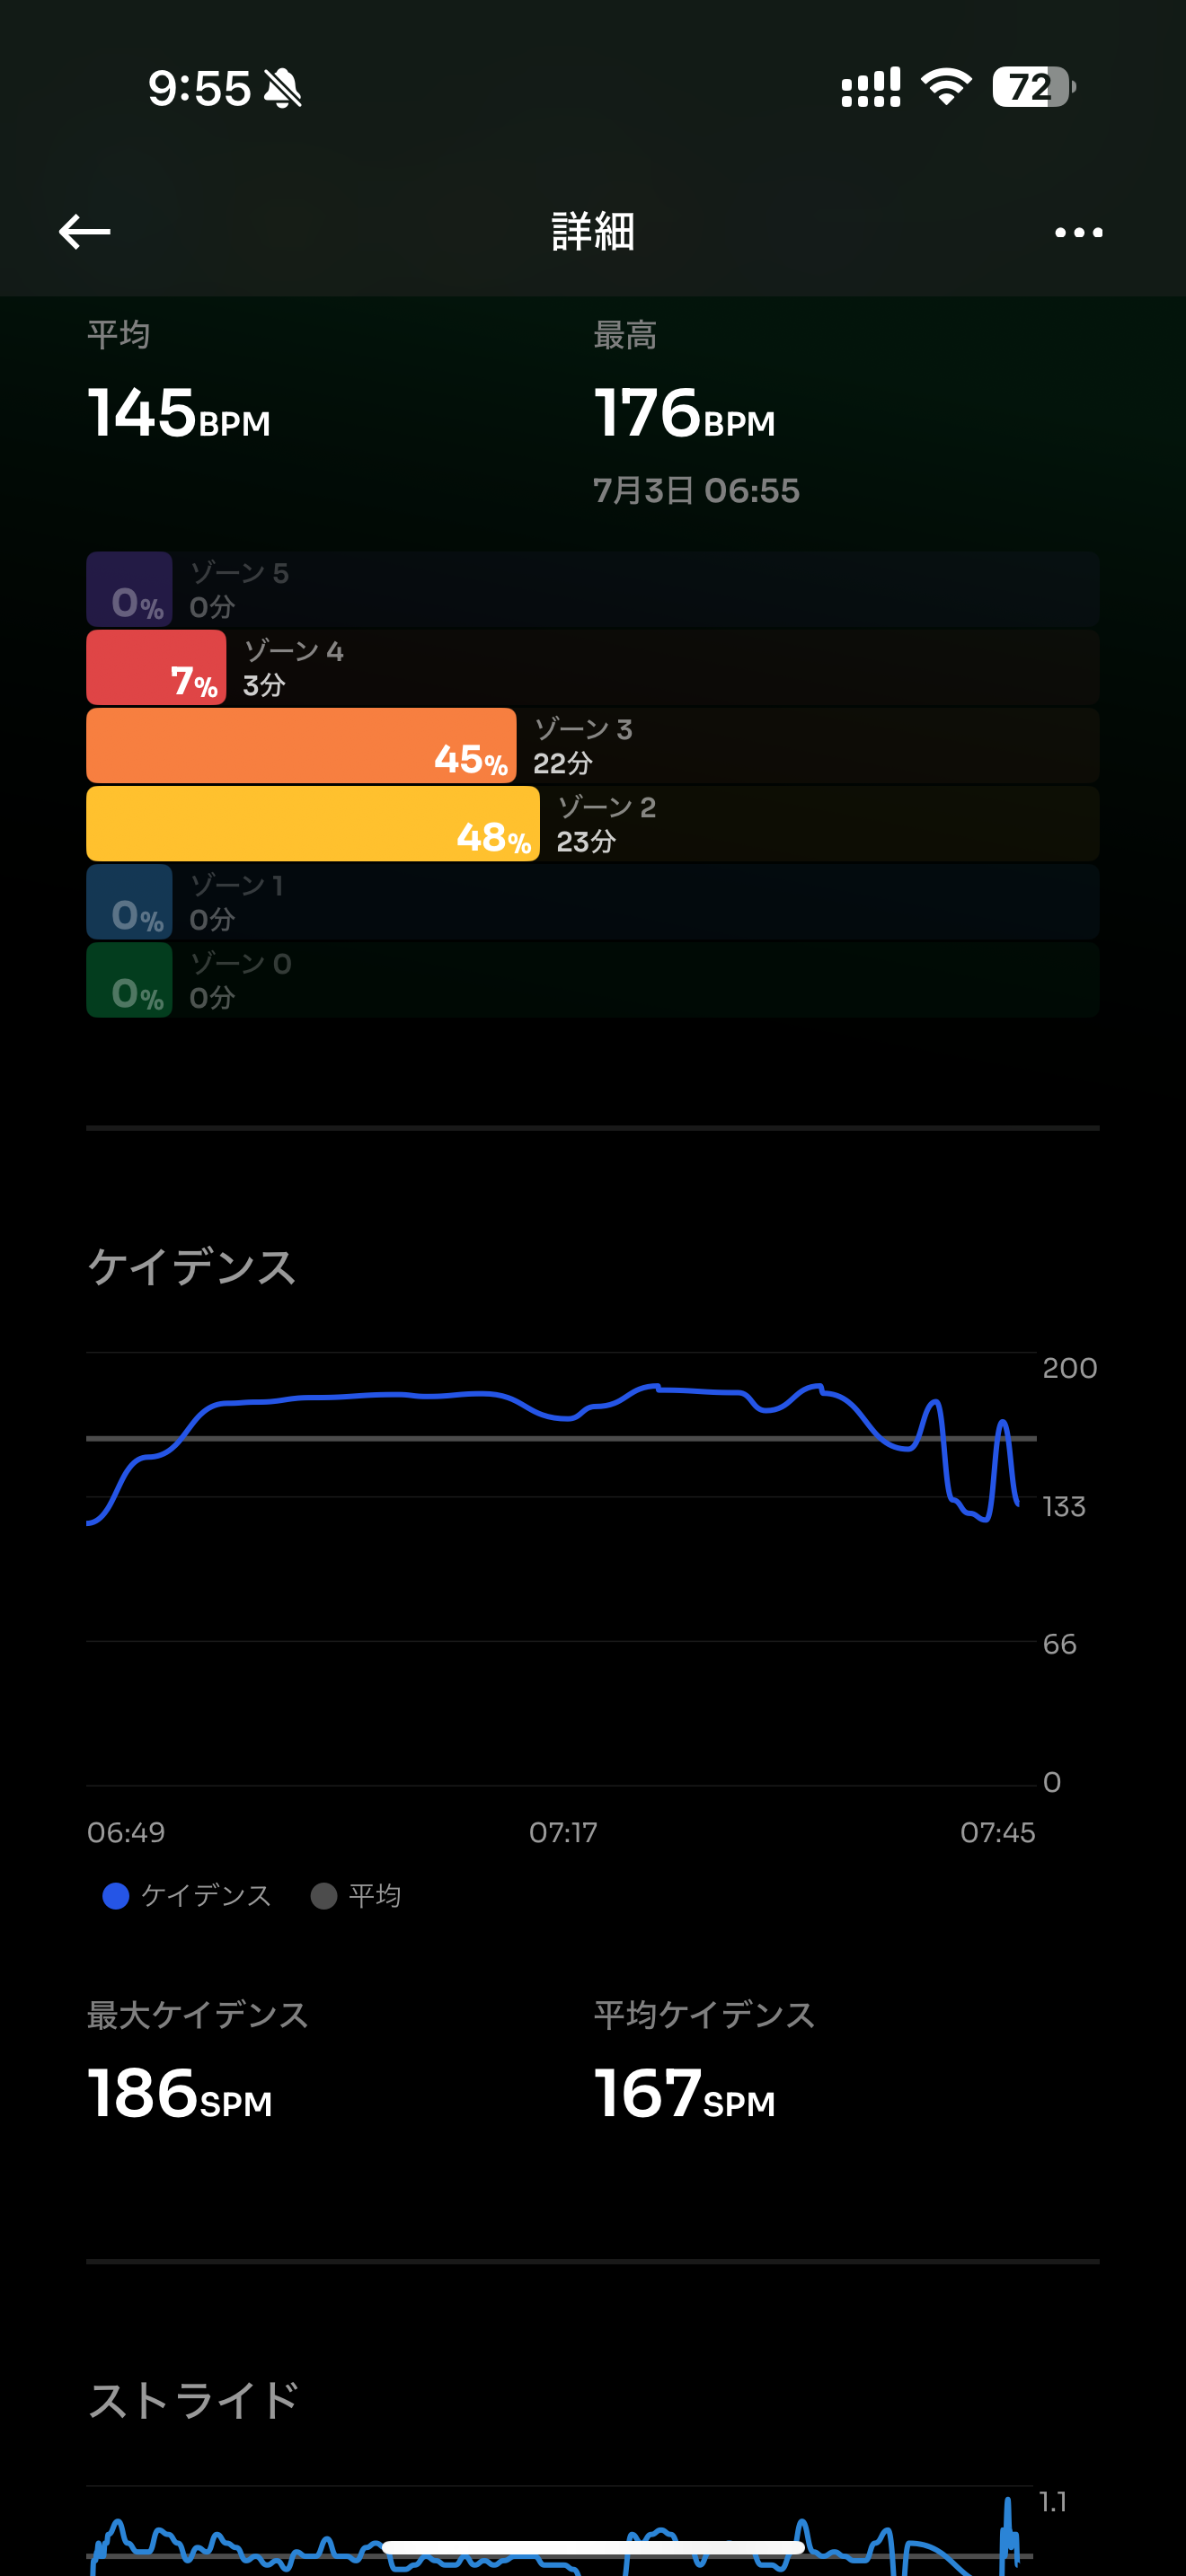 9:55
72
詳細
平均
最高
145BPM
176BPM
7月3日 06:55
0%
ゾーン 5
0分
7%
ゾーン 4
3分
45%
ゾーン 3
22分
48%
ゾーン 2
23分
0%
ゾーン 1
0分
0%
ゾーン 0
0分
ケイデンス
200
133
66
0
06:49
07:17
07:45
ケイデンス
平均
最大ケイデンス
平均ケイデンス
186SPM
167SPM
ストライド
1.1